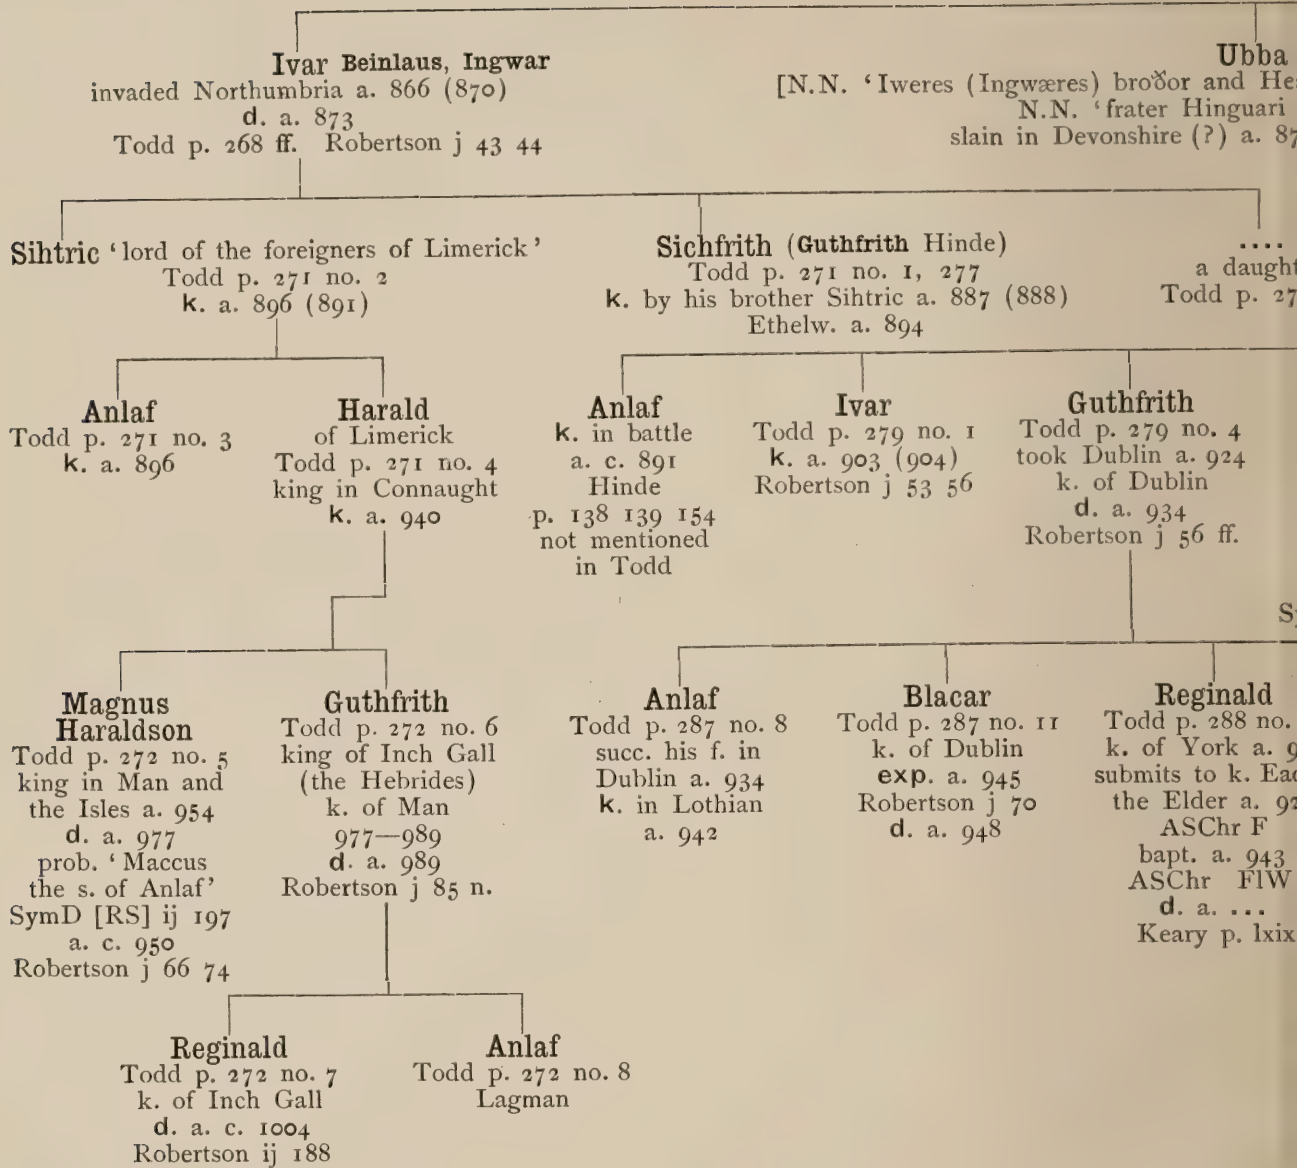 Ivar Beinlaus, Ingwar
invaded Northumbria a. 866 (870)
d. a. 873
Todd p. 268 ff. Robertson j 43 44
Ubba
[N.N. ‘Iweres (Ingwæres) broðor and
N.N. ‘frater Hinguari
slain in Devonshire (?) a.
Sihtric ‘lord of the foreigners of Limerick’
Todd p. 271 no. 2
k. a. 896 (891)
Sichfrith (Guthfrith Hinde)
Todd p. 271 no. 1, 277
k. by his brother Sihtric a. 887 (888)
Ethelw. a. 894
....
a
Todd p.
Anlaf
Todd p. 271 no. 3
k. a. 896
Harald
of Limerick
Todd p. 271 no. 4
king in Connaught
k. a. 940
Anlaf
k. in battle
a. c. 891
Hinde
p. 138 139 154
not mentioned
in Todd
Ivar
Todd p. 279 no. 1
k. a. 903 (904)
Robertson j 53 56
Guthfrith
Todd p. 279 no. 4
took Dublin a. 924
k. of Dublin
d. a. 934
Robertson j 56 ff.
Magnus
Haraldson
Todd p. 272 no. 5
king in Man and
the Isles a. 954
d. a. 977
prob. ‘Maccus
the s. of Anlaf’
SymD [RS] ij 197
a. c. 950
Robertson j 66 74
Guthfrith
Todd p. 272 no. 6
king of Inch Gall
(the Hebrides)
k. of Man
977—989
d. a. 989
Robertson j 85 n.
Anlaf
Todd p. 287 no. 8
succ. his f. in
Dublin a. 934
k. in Lothian
a. 942
Blacar
Todd p. 287 no. 11
k. of Dublin
exp. a. 945
Robertson j 70
d. a. 948
Reginald
Todd p. 288 no.
k. of York a.
submits to k.
the Elder a.
ASChr F
bapt. a. 943
ASChr FlW
d. a. ...
Keary p. lxix
Reginald
Todd p. 272 no. 7
k. of Inch Gall
d. a. c. 1004
Robertson ij 188
Anlaf
Todd p. 272 no. 8
Lagman